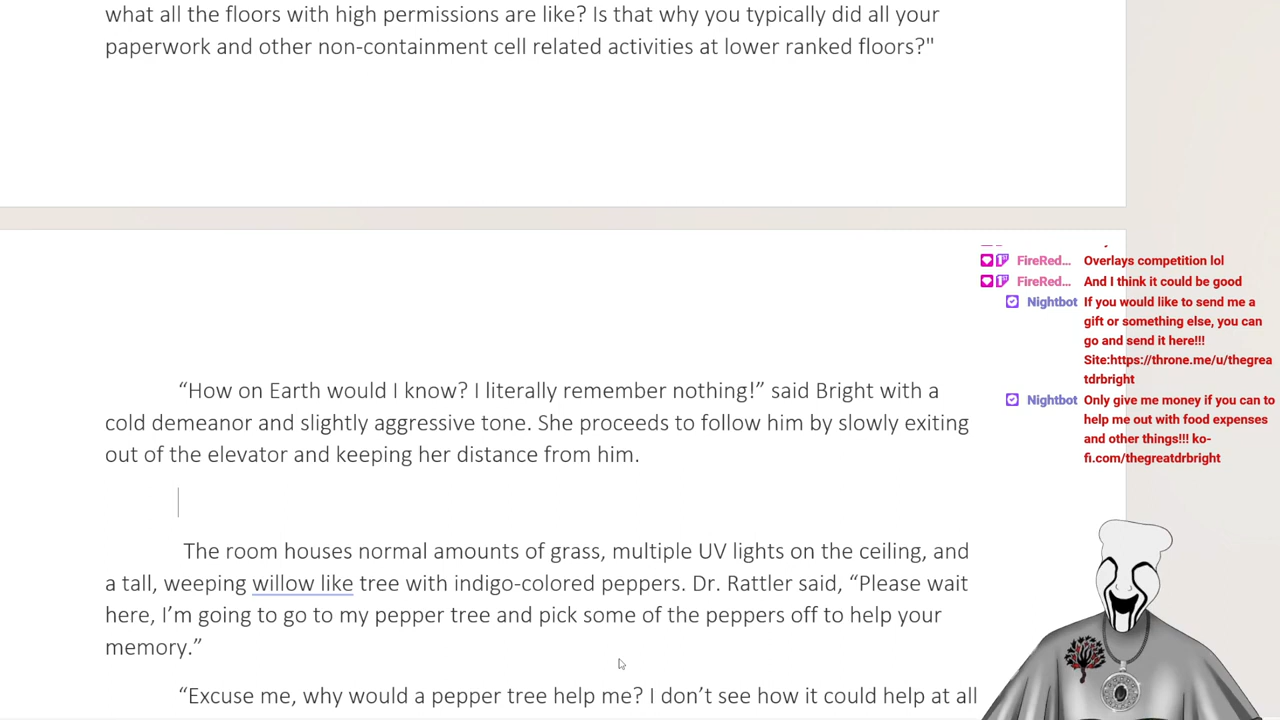 what all the floors with high permissions are like? Is that why you typically did all your
paperwork and other non-containment cell related activities at lower ranked floors?"
“How on Earth would I know? I literally remember nothing!” said Bright with a
cold demeanor and slightly aggressive tone. She proceeds to follow him by slowly exiting
out of the elevator and keeping her distance from him.
The room houses normal amounts of grass, multiple UV lights on the ceiling, and
a tall, weeping willow like tree with indigo-colored peppers. Dr. Rattler said, “Please wait
here, I’m going to go to my pepper tree and pick some of the peppers off to help your
memory.”
“Excuse me, why would a pepper tree help me? I don’t see how it could help at all
FireRed... Overlays competition lol
FireRed... And I think it could be good
Nightbot If you would like to send me a
gift or something else, you can
go and send it here!!!
Site:https://throne.me/u/thegrea
tdrbright
Nightbot Only give me money if you can to
help me out with food expenses
and other things!!! ko-
fi.com/thegreatdrbright